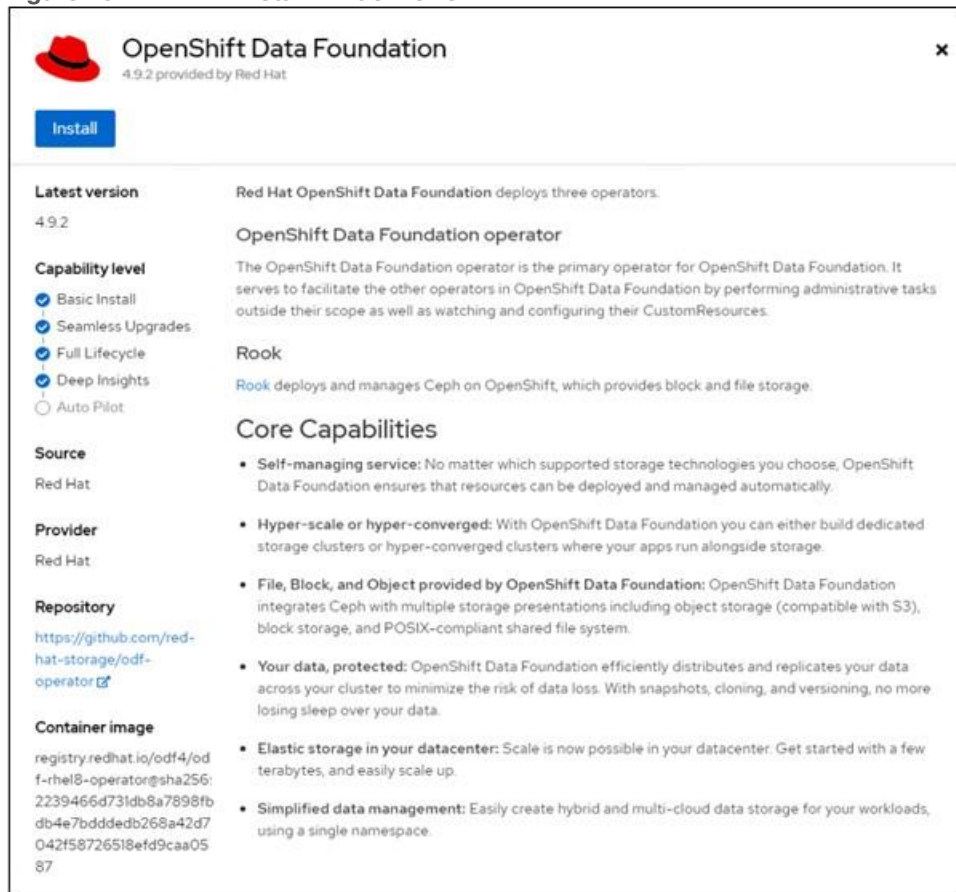 OpenShift Data Foundation
4.9.2 provided by Red Hat
Install
Latest version
4.9.2
Capability level
Basic Install
Seamless Upgrades
Full Lifecycle
Deep Insights
Auto Pilot
Source
Red Hat
Provider
Red Hat
Repository
https://github.com/red-
hat-storage/odf-
operator
Container image
registry.redhat.io/odf4/od
f-rhel8-operator@sha256:
2239466d731db8a7898fb
db4e7bdddedb268a42d7
042f58726518efd9caa05
87
Red Hat OpenShift Data Foundation deploys three operators.
OpenShift Data Foundation operator
The OpenShift Data Foundation operator is the primary operator for OpenShift Data Foundation. It
serves to facilitate the other operators in OpenShift Data Foundation by performing administrative tasks
outside their scope as well as watching and configuring their CustomResources.
Rook
Rook deploys and manages Ceph on OpenShift, which provides block and file storage.
Core Capabilities
• Self-managing service: No matter which supported storage technologies you choose, OpenShift
Data Foundation ensures that resources can be deployed and managed automatically.
• Hyper-scale or hyper-converged: With OpenShift Data Foundation you can either build dedicated
storage clusters or hyper-converged clusters where your apps run alongside storage.
• File, Block, and Object provided by OpenShift Data Foundation: OpenShift Data Foundation
integrates Ceph with multiple storage presentations including object storage (compatible with S3),
block storage, and POSIX-compliant shared file system.
• Your data, protected: OpenShift Data Foundation efficiently distributes and replicates your data
across your cluster to minimize the risk of data loss. With snapshots, cloning, and versioning, no more
losing sleep over your data.
• Elastic storage in your datacenter: Scale is now possible in your datacenter. Get started with a few
terabytes, and easily scale up.
• Simplified data management: Easily create hybrid and multi-cloud data storage for your workloads,
using a single namespace.